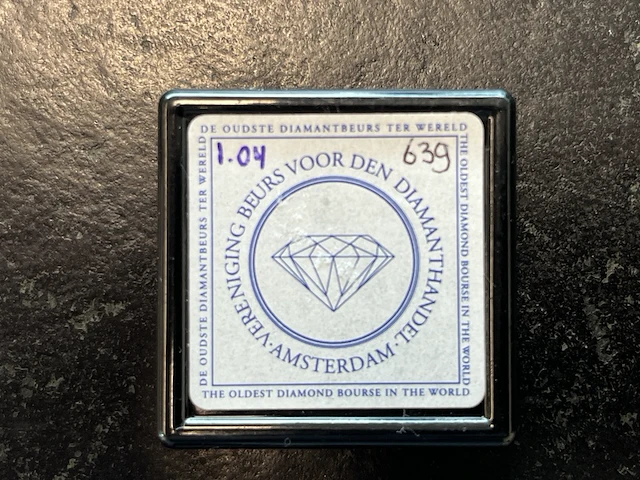 DE OUDSTE DIAMANTBEURS TER WERELD
1.04
639
VERENIGING BEURS VOOR DEN DIAMANTHANDEL
·AMSTERDAM·
DE OUDSTE DIAMANTBEURS TER WERELD
THE OLDEST DIAMOND BOURSE IN THE WORLD
THE OLDEST DIAMOND BOURSE IN THE WORLD